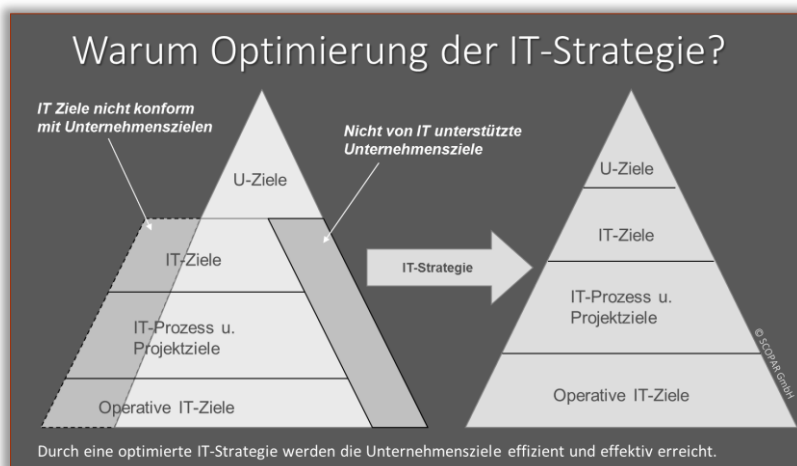 Warum Optimierung der IT-Strategie?
IT Ziele nicht konform
mit Unternehmenszielen
Nicht von IT unterstützte
Unternehmensziele
U-Ziele
IT-Ziele
IT-Prozess u.
Projektziele
Operative IT-Ziele
IT-Strategie
U-Ziele
IT-Ziele
IT-Prozess u.
Projektziele
Operative IT-Ziele
© SCOPAR GmbH
Durch eine optimierte IT-Strategie werden die Unternehmensziele effizient und effektiv erreicht.